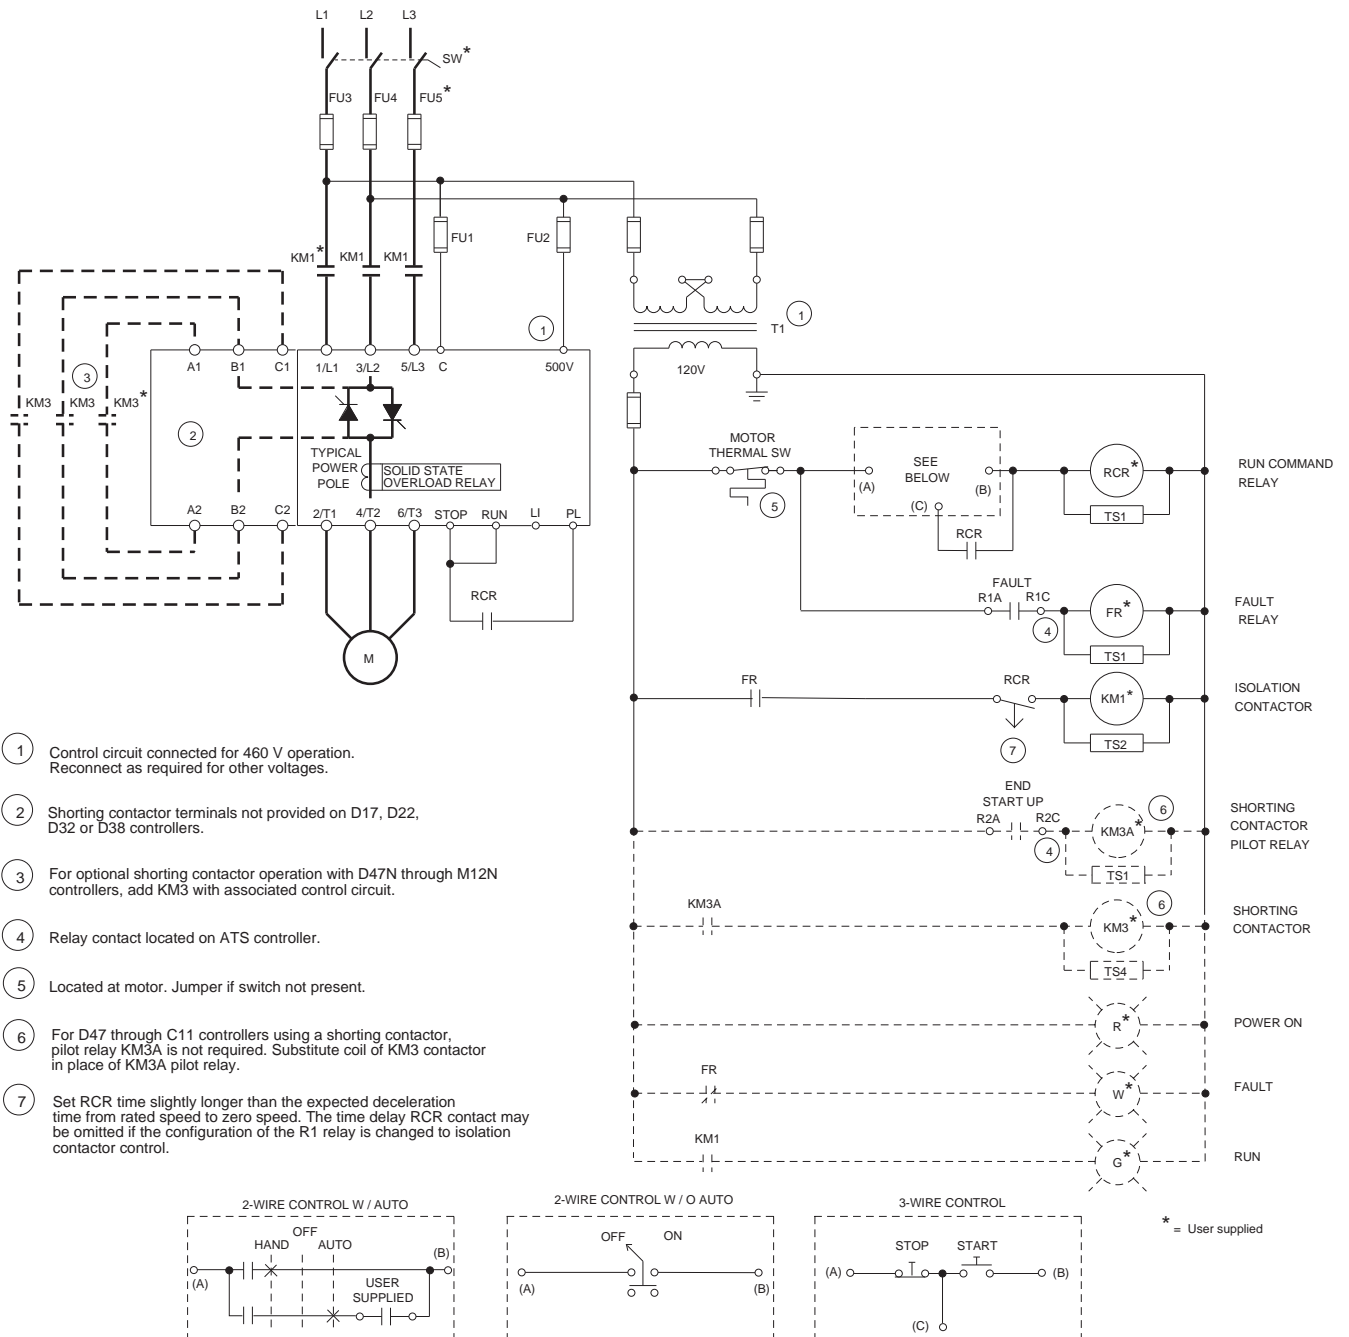 L1 L2 L3
SW*
FU3 FU4 FU5*
FU1 FU2
KM1* KM1 KM1
1
T1 1
A1 B1 C1 1/L1 3/L2 5/L3 C 500V
120V
3
KM3 KM3 KM3*
2
TYPICAL
POWER
POLE
SOLID STATE
OVERLOAD RELAY
A2 B2 C2 2/T1 4/T2 6/T3 STOP RUN LI PL
RCR
M
MOTOR
THERMAL SW
5
SEE
BELOW
(A) (B)
(C)
RCR
RCR*
TS1
RUN COMMAND
RELAY
FAULT
R1A R1C
4
FR*
TS1
FAULT
RELAY
FR
RCR
7
KM1*
TS2
ISOLATION
CONTACTOR
END
START UP
R2A R2C
4
KM3A*
6
TS1
SHORTING
CONTACTOR
PILOT RELAY
KM3A
KM3*
6
TS4
SHORTING
CONTACTOR
R*
POWER ON
FR
W*
FAULT
KM1
G*
RUN
1 Control circuit connected for 460 V operation.
Reconnect as required for other voltages.
2 Shorting contactor terminals not provided on D17, D22,
D32 or D38 controllers.
3 For optional shorting contactor operation with D47N through M12N
controllers, add KM3 with associated control circuit.
4 Relay contact located on ATS controller.
5 Located at motor. Jumper if switch not present.
6 For D47 through C11 controllers using a shorting contactor,
pilot relay KM3A is not required. Substitute coil of KM3 contactor
in place of KM3A pilot relay.
7 Set RCR time slightly longer than the expected deceleration
time from rated speed to zero speed. The time delay RCR contact may
be omitted if the configuration of the R1 relay is changed to isolation
contactor control.
2-WIRE CONTROL W / AUTO
OFF
HAND AUTO
(A) (B)
USER
SUPPLIED
2-WIRE CONTROL W / O AUTO
OFF ON
(A) (B)
3-WIRE CONTROL
STOP START
(A) (B)
(C)
* = User supplied